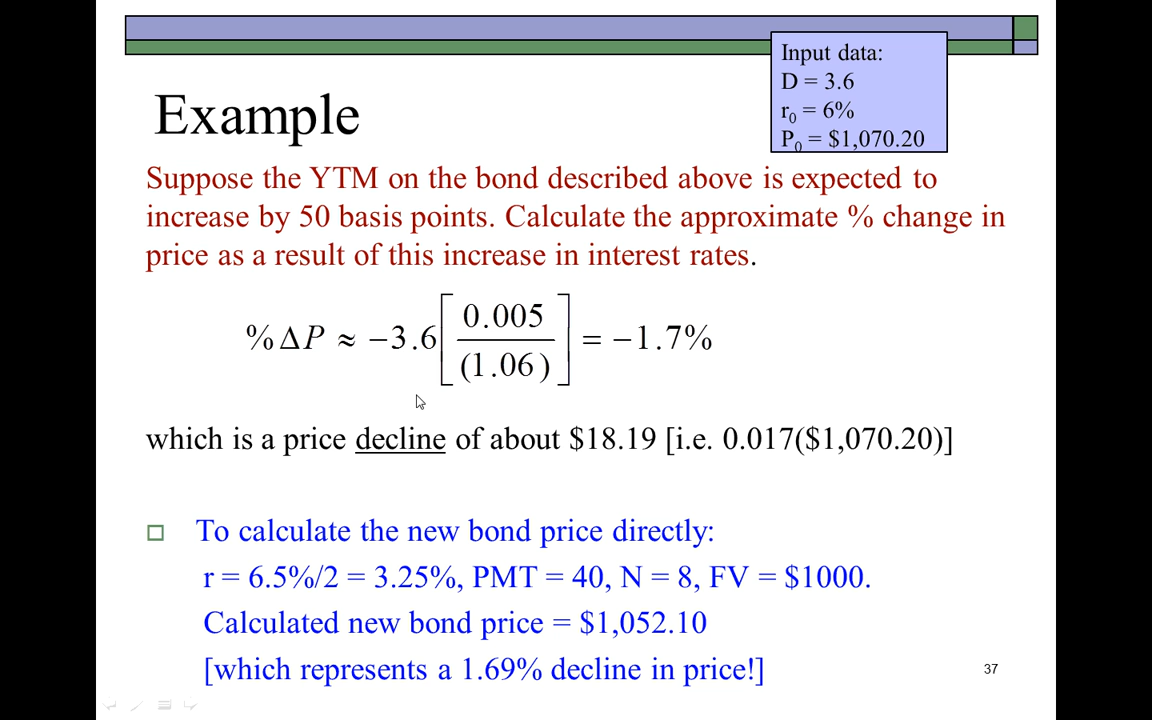 Input data:
D = 3.6
r0 = 6%
P0 = $1,070.20
Example
Suppose the YTM on the bond described above is expected to
increase by 50 basis points. Calculate the approximate % change in
price as a result of this increase in interest rates.
%ΔP ≈ −3.6[0.005/(1.06)] = −1.7%
which is a price decline of about $18.19 [i.e. 0.017($1,070.20)]
To calculate the new bond price directly:
r = 6.5%/2 = 3.25%, PMT = 40, N = 8, FV = $1000.
Calculated new bond price = $1,052.10
[which represents a 1.69% decline in price!]
37